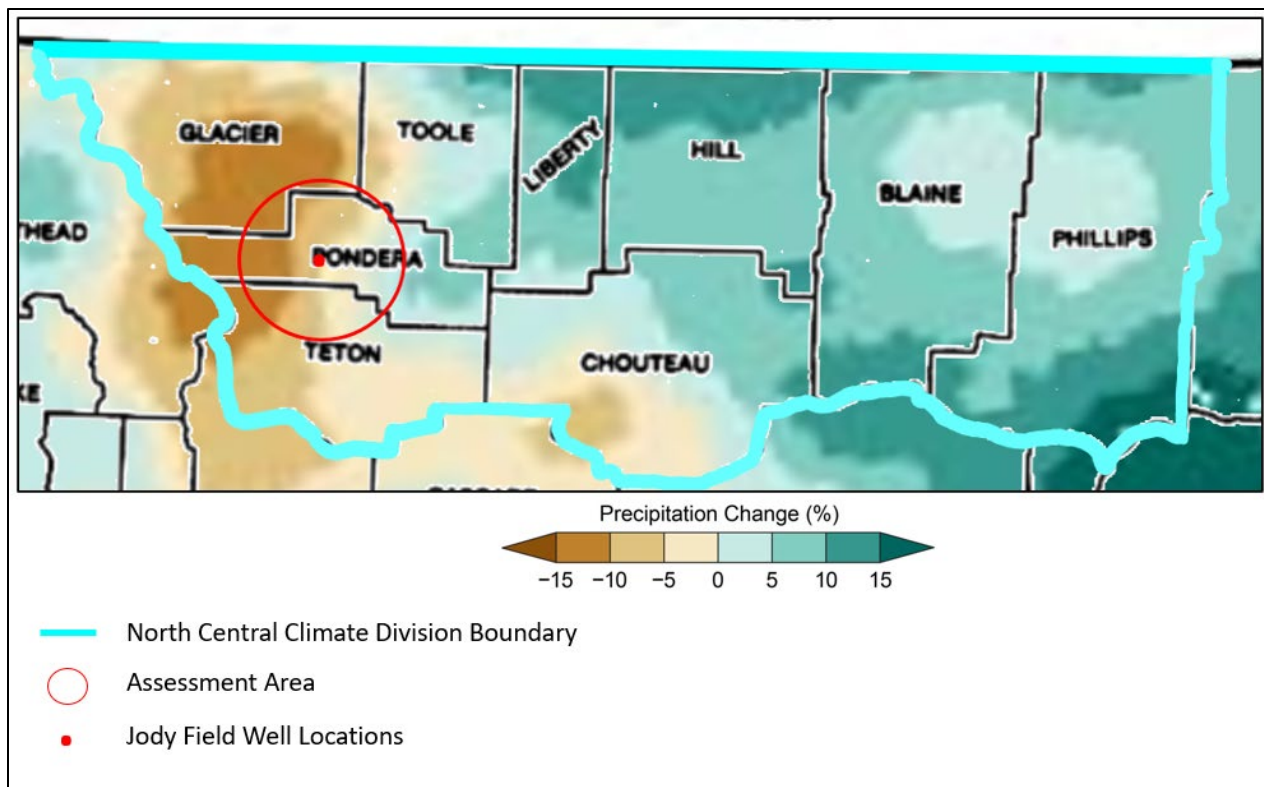 GLACIER
TOOLE
LIBERTY
HILL
BLAINE
PHILLIPS
THEAD
PONDERA
TETON
CHOUTEAU
KE
Precipitation Change (%)
−15 −10 −5 0 5 10 15
North Central Climate Division Boundary
Assessment Area
Jody Field Well Locations